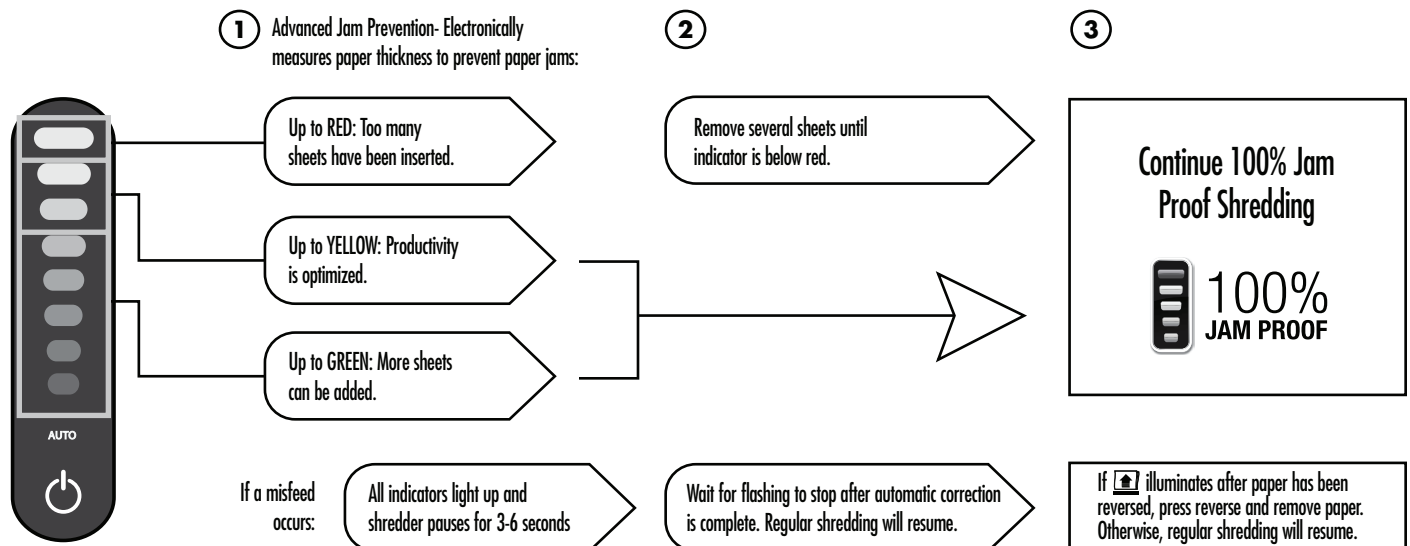 1
Advanced Jam Prevention- Electronically
measures paper thickness to prevent paper jams:
2
3
Up to RED: Too many
sheets have been inserted.
Remove several sheets until
indicator is below red.
Continue 100% Jam
Proof Shredding
Up to YELLOW: Productivity
is optimized.
100%
JAM PROOF
Up to GREEN: More sheets
can be added.
AUTO
If a misfeed
occurs:
All indicators light up and
shredder pauses for 3-6 seconds
Wait for flashing to stop after automatic correction
is complete. Regular shredding will resume.
If illuminates after paper has been
reversed, press reverse and remove paper.
Otherwise, regular shredding will resume.